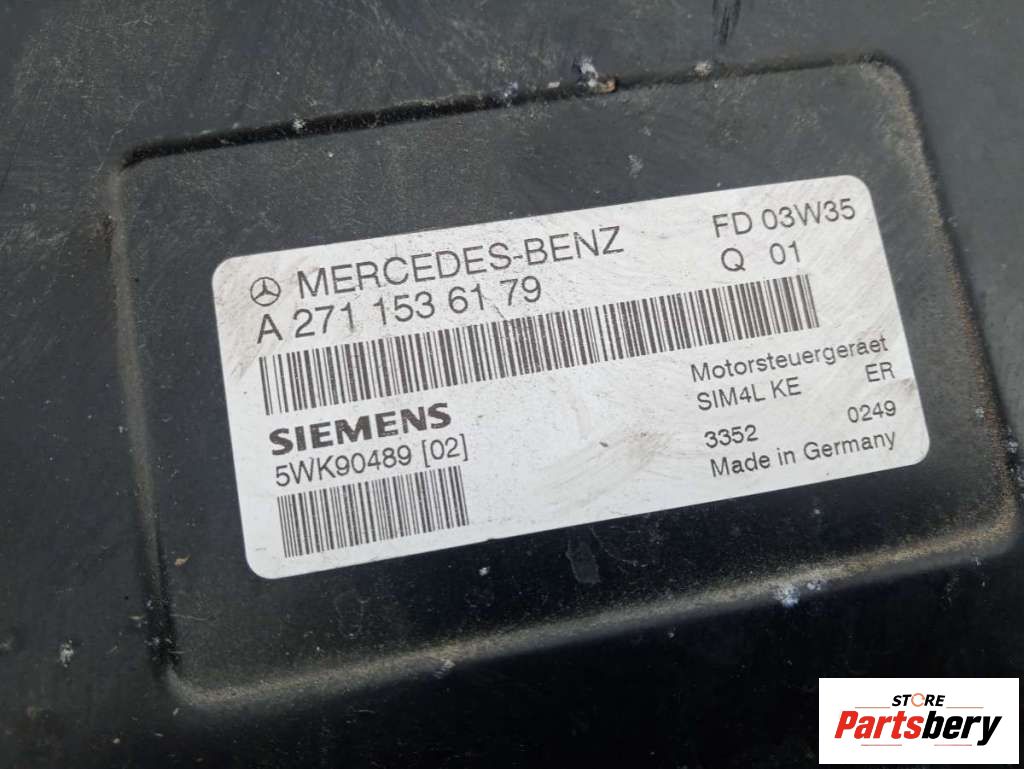 MERCEDES-BENZ
FD 03W35
A 271 153 61 79
Q 01
Motorsteuergeraet
SIM4L KE ER
SIEMENS
3352 0249
5WK90489 [02]
Made in Germany
STORE
Partsbery